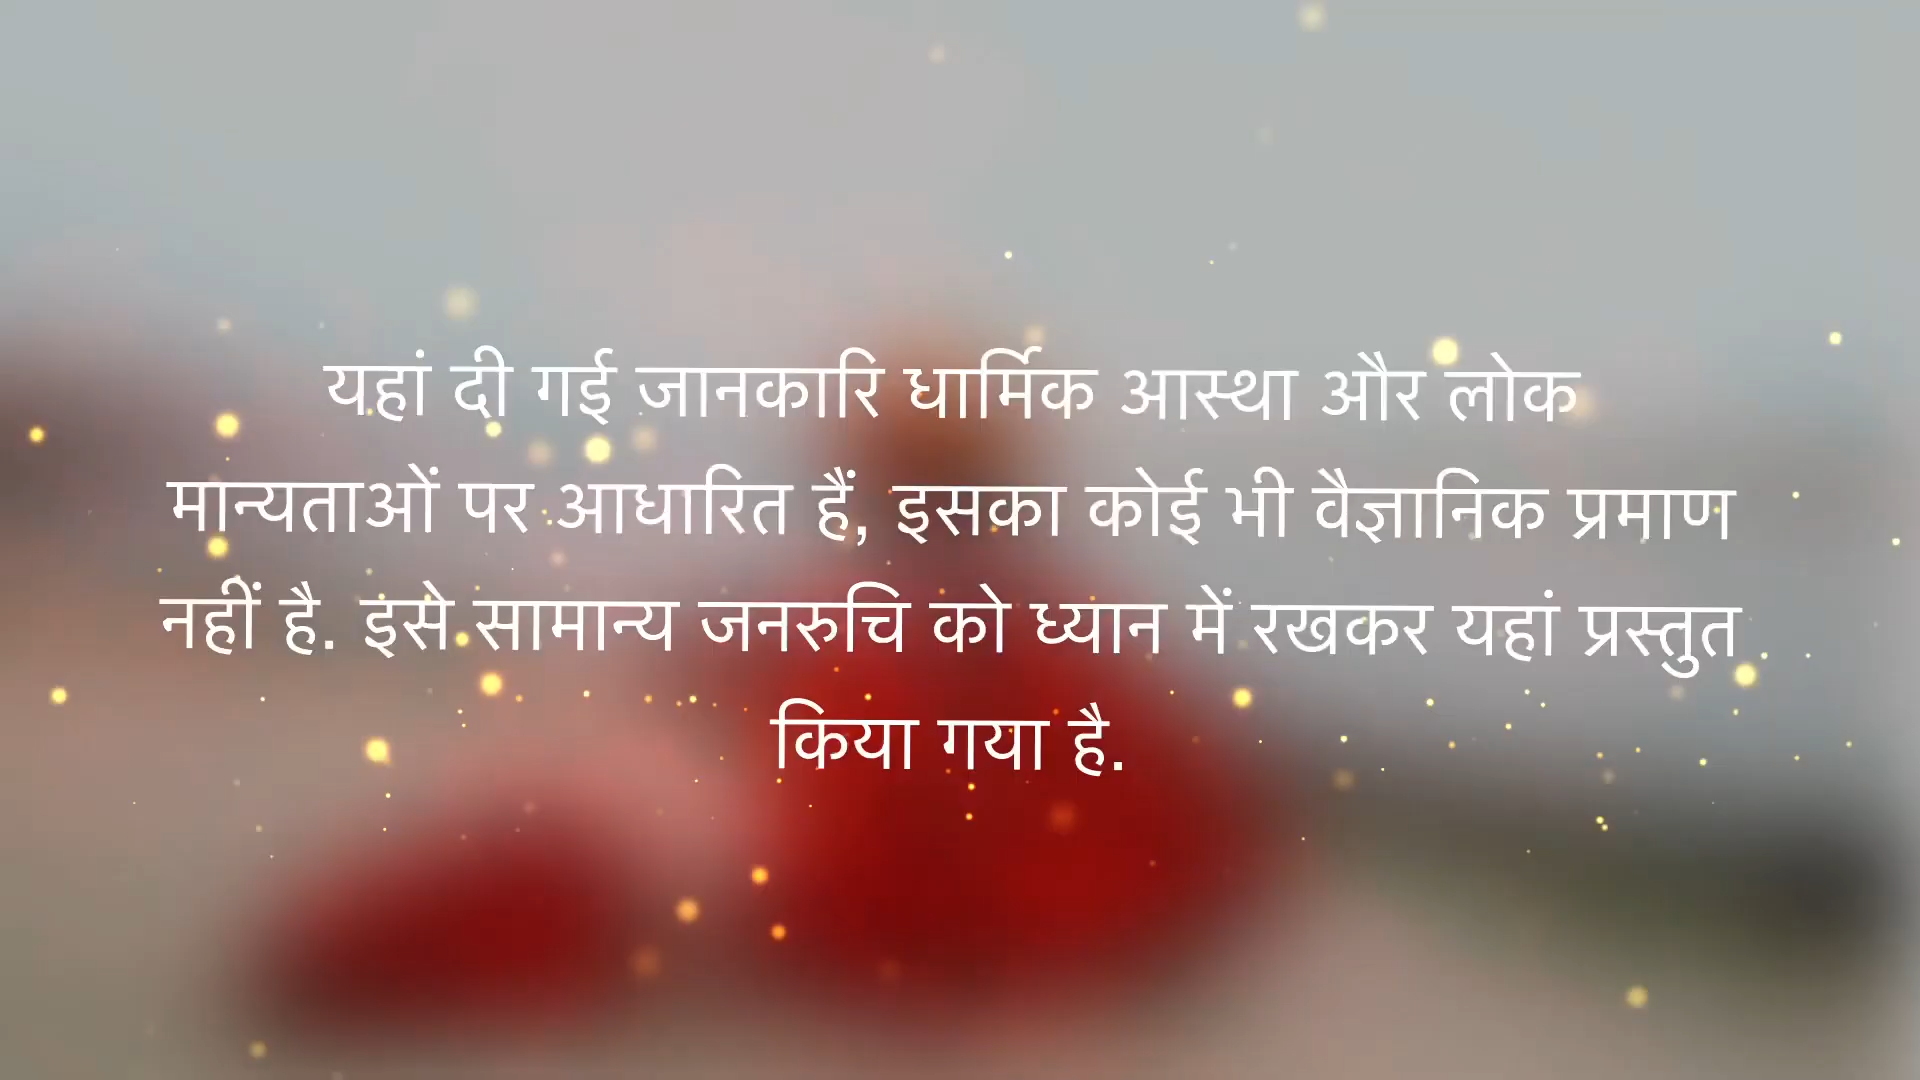 यहां दी गई जानकारि धार्मिक आस्था और लोक
मान्यताओं पर आधारित हैं, इसका कोई भी वैज्ञानिक प्रमाण
नहीं है. इसे सामान्य जनरुचि को ध्यान में रखकर यहां प्रस्तुत
किया गया है.